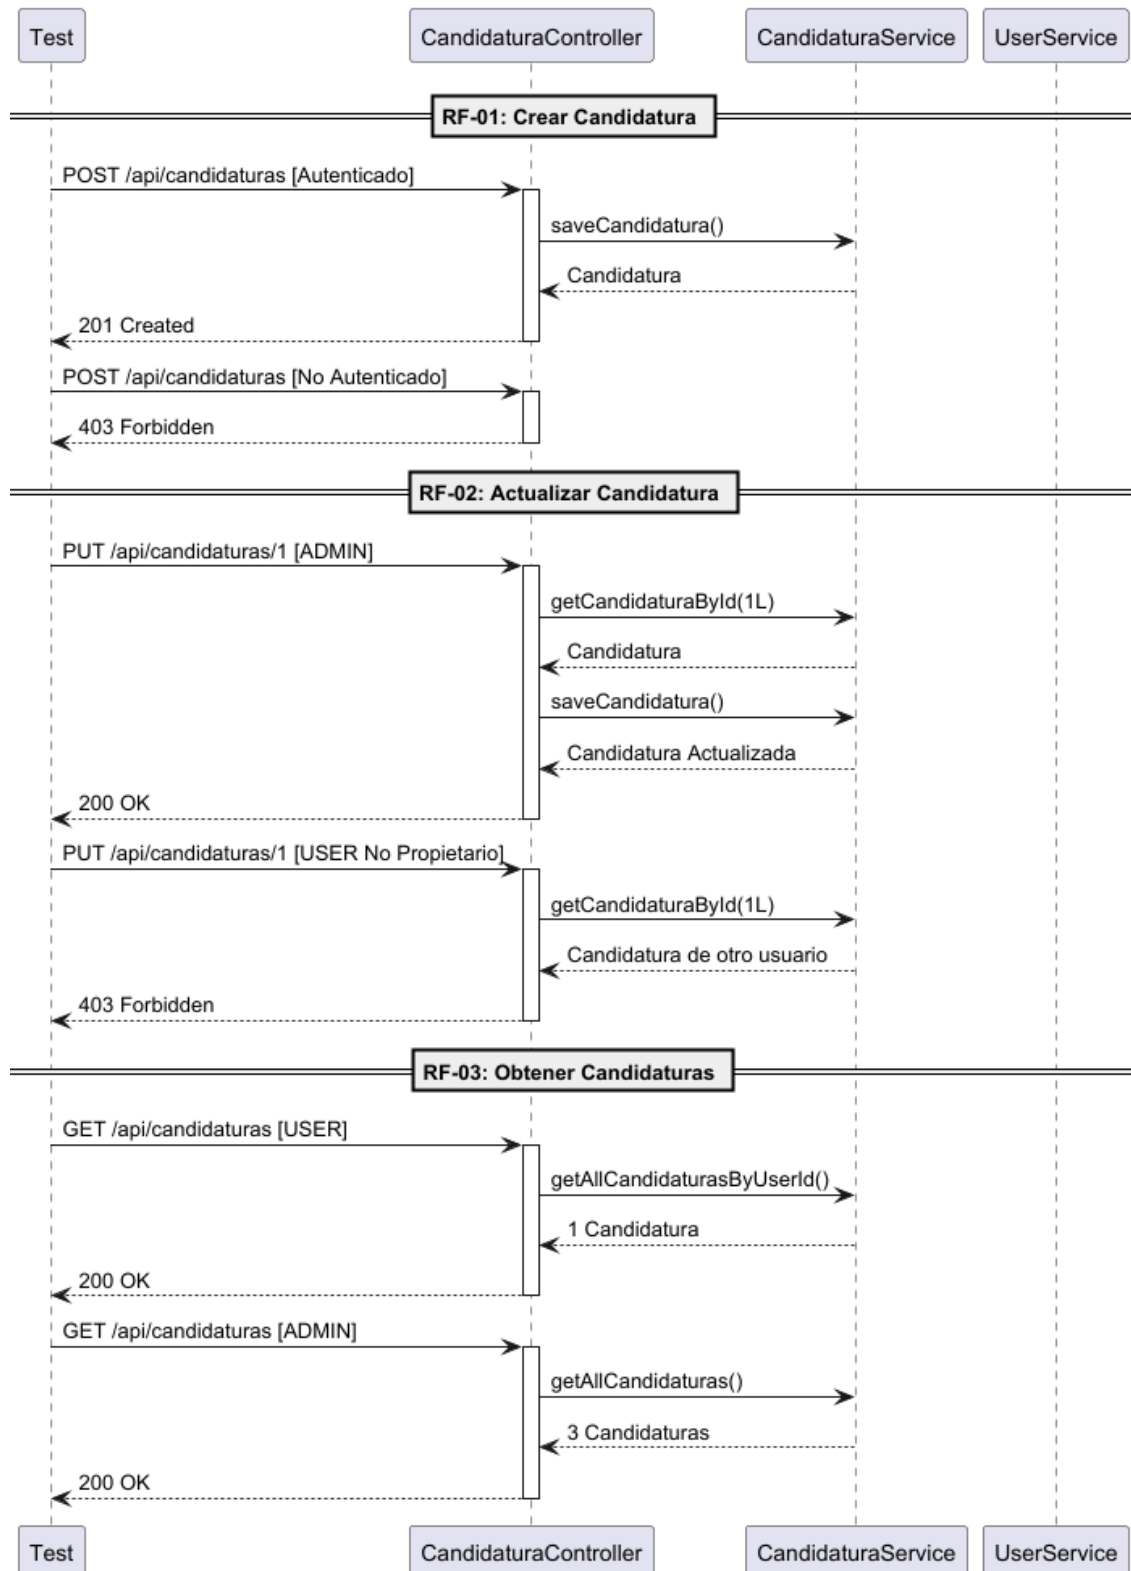 Test
CandidaturaController
CandidaturaService
UserService
RF-01: Crear Candidatura
POST /api/candidaturas [Autenticado]
saveCandidatura()
Candidatura
201 Created
POST /api/candidaturas [No Autenticado]
403 Forbidden
RF-02: Actualizar Candidatura
PUT /api/candidaturas/1 [ADMIN]
getCandidaturaById(1L)
Candidatura
saveCandidatura()
Candidatura Actualizada
200 OK
PUT /api/candidaturas/1 [USER No Propietario]
getCandidaturaById(1L)
Candidatura de otro usuario
403 Forbidden
RF-03: Obtener Candidaturas
GET /api/candidaturas [USER]
getAllCandidaturasByUserId()
1 Candidatura
200 OK
GET /api/candidaturas [ADMIN]
getAllCandidaturas()
3 Candidaturas
200 OK
Test
CandidaturaController
CandidaturaService
UserService